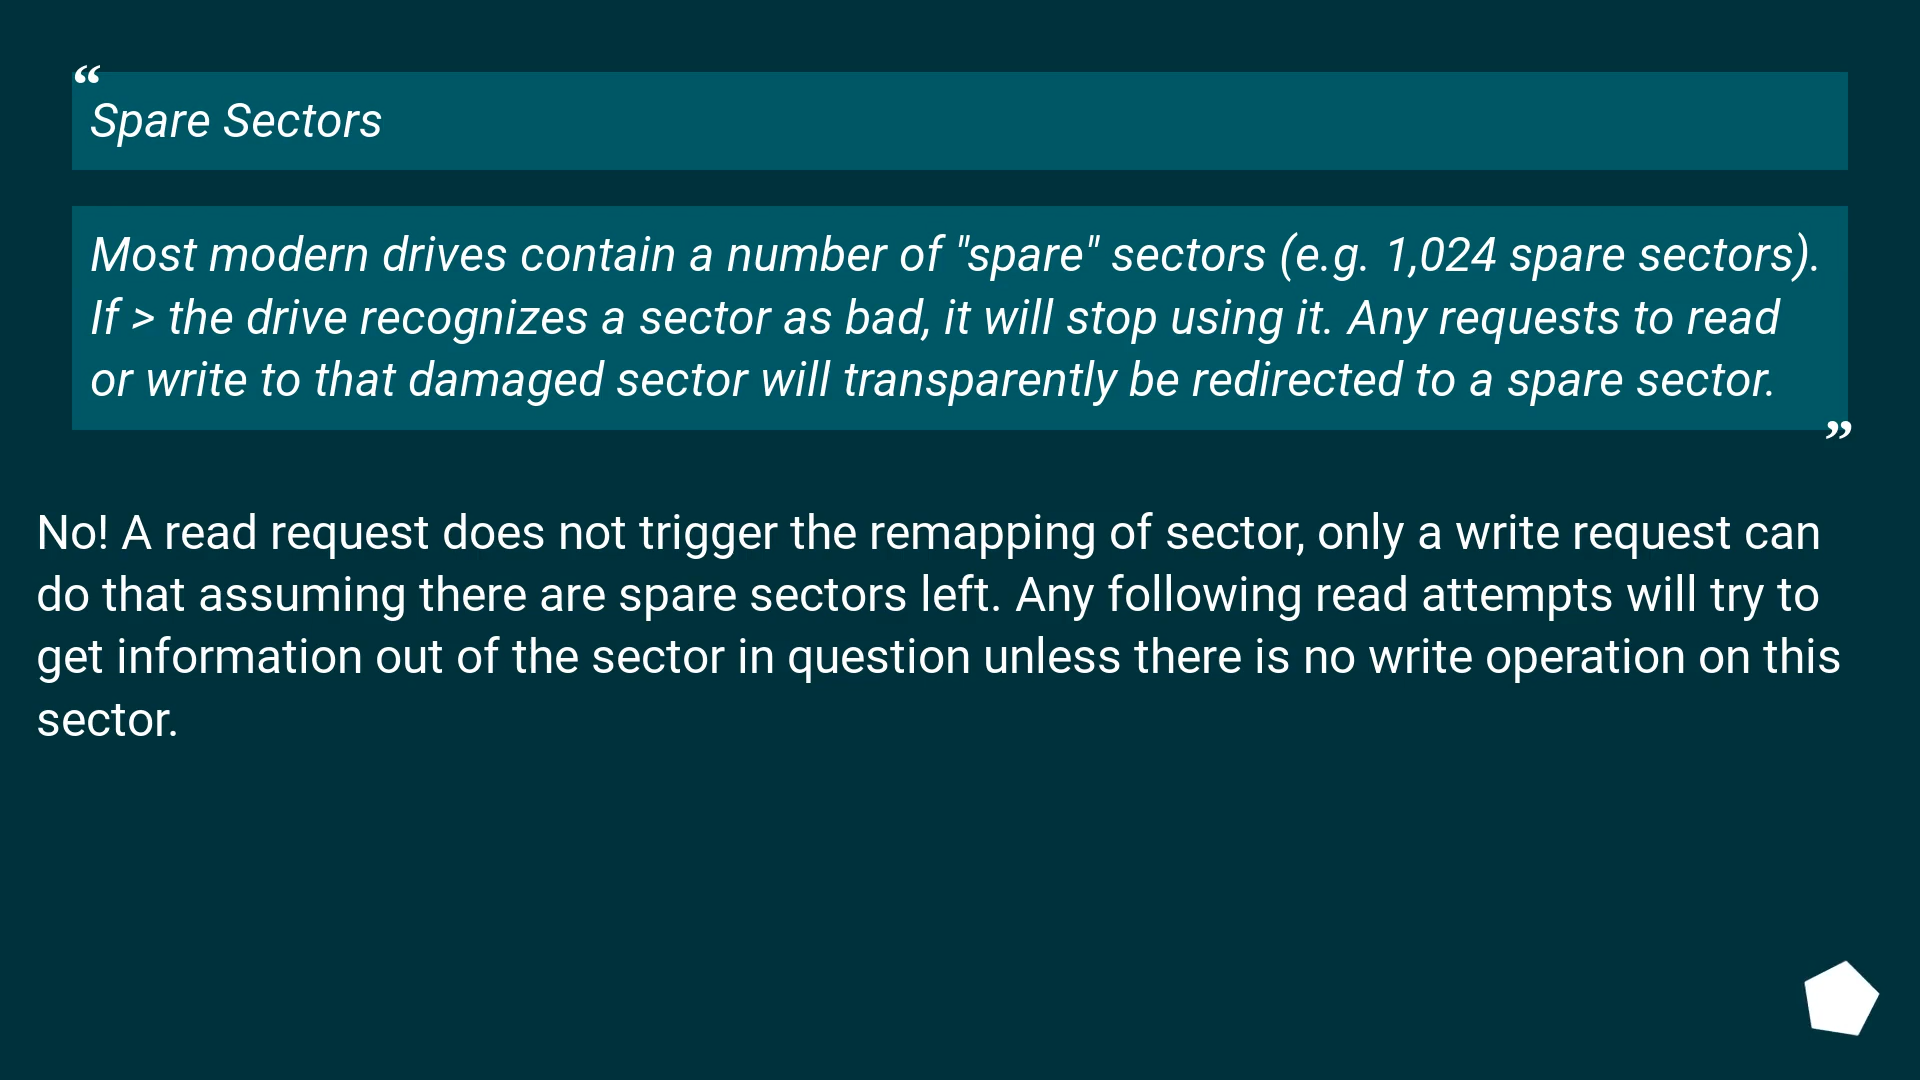 “
Spare Sectors
Most modern drives contain a number of "spare" sectors (e.g. 1,024 spare sectors).
If > the drive recognizes a sector as bad, it will stop using it. Any requests to read
or write to that damaged sector will transparently be redirected to a spare sector.
”
No! A read request does not trigger the remapping of sector, only a write request can
do that assuming there are spare sectors left. Any following read attempts will try to
get information out of the sector in question unless there is no write operation on this
sector.